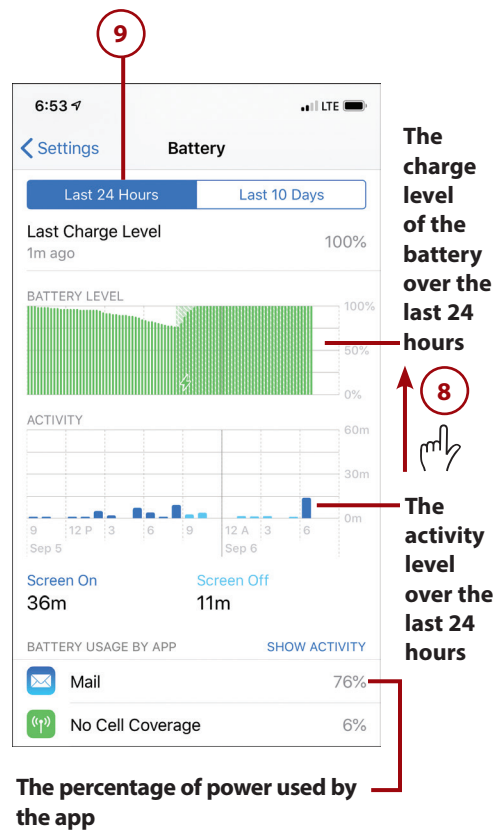 9
6:53
LTE
Settings
Battery
Last 24 Hours
Last 10 Days
Last Charge Level
1m ago
100%
BATTERY LEVEL
100%
50%
0%
ACTIVITY
60m
30m
0m
9 12 P 3 6 9 12 A 3 6
Sep 5 Sep 6
Screen On
36m
Screen Off
11m
BATTERY USAGE BY APP
SHOW ACTIVITY
Mail
76%
No Cell Coverage
6%
The
charge
level
of the
battery
over the
last 24
hours
8
The
activity
level
over the
last 24
hours
The percentage of power used by
the app